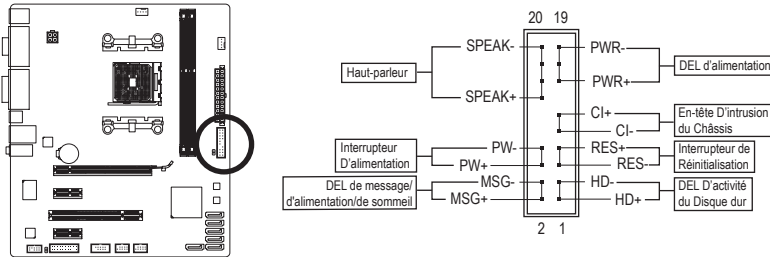 20 19
SPEAK-
PWR-
Haut-parleur
DEL d'alimentation
PWR+
SPEAK+
CI+
En-tête D'intrusion
du Châssis
CI-
Interrupteur
D'alimentation
PW-
RES+
Interrupteur de
Réinitialisation
PW+
RES-
DEL de message/
d'alimentation/de sommeil
MSG-
HD-
DEL D'activité
du Disque dur
MSG+
HD+
2 1